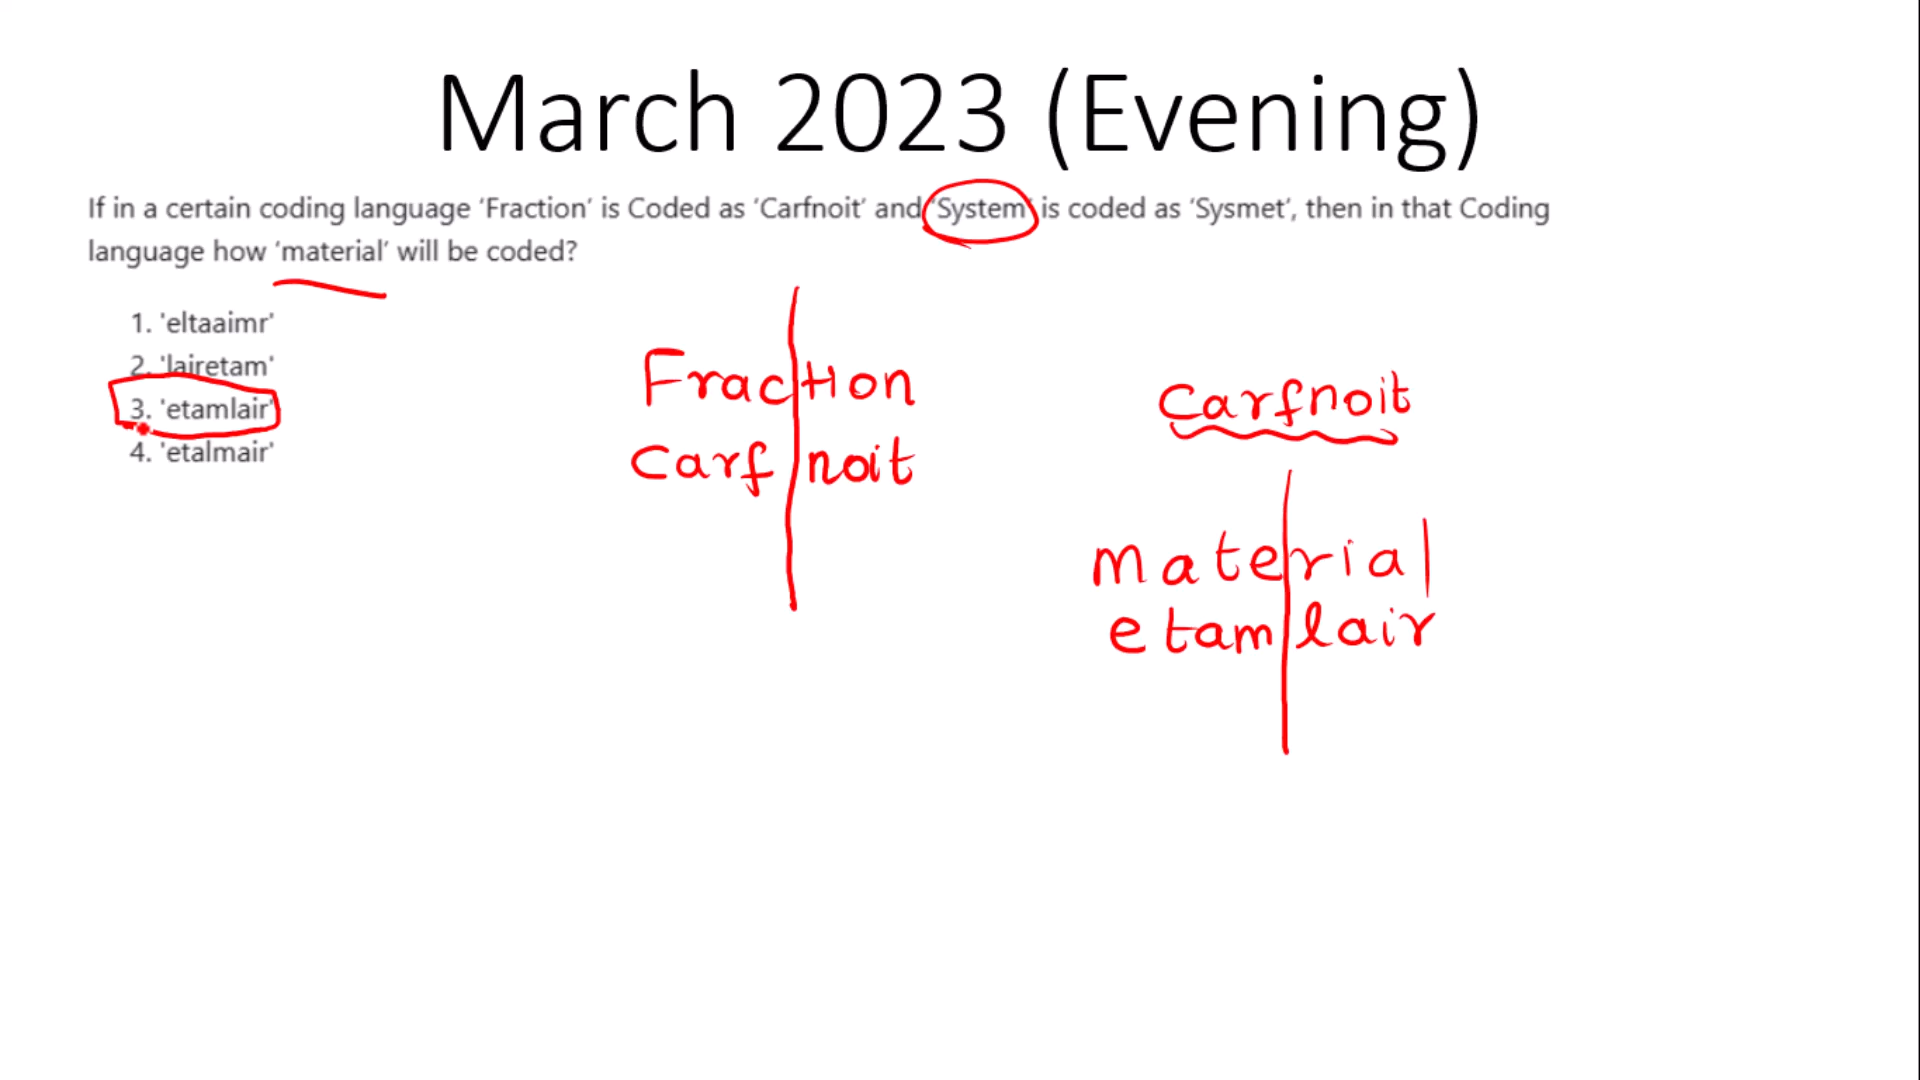 March 2023 (Evening)
If in a certain coding language ‘Fraction’ is Coded as ‘Carfnoit’ and ‘System’ is coded as ‘Sysmet’, then in that Coding
language how ‘material’ will be coded?
1. 'eltaaimr'
2. 'lairetam'
3. 'etamlair'
4. 'etalmair'
Fraction
Carf noit
Carfnoit
material
etam lair